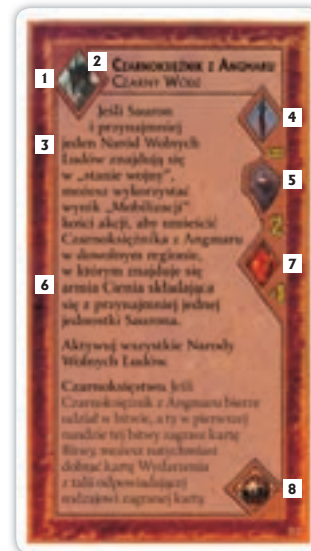 2 CZARNOKSIĘŻNIK Z ANGMARU
1 CZARNY WÓDZ
Jeśli Sauron
i przynajmniej
3 jeden Naród Wolnych
Ludów znajdują się
w „stanie wojny”,
możesz wykorzystać
wynik „Mobilizacji”
kości akcji, aby umieścić
Czarnoksiężnika z Angmaru
w dowolnym regionie,
w którym znajduje się
6 armia Cienia składająca
się z przynajmniej jednej
jednostki Saurona.
Aktywuj wszystkie Narody
Wolnych Ludów.
Czarnoksięstwo. Jeśli
Czarnoksiężnik z Angmaru bierze
udział w bitwie, a ty w pierwszej
rundzie tej bitwy zagrasz kartę
Bitwy, możesz natychmiast
dobrać kartę Wydarzenia
z talii odpowiadającej
rodzajowi zagranej karty.
4
5
2
7
8